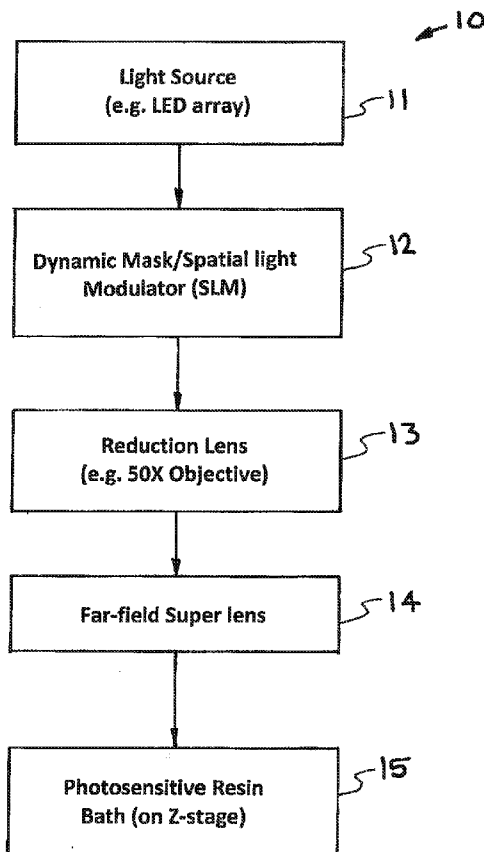 10
Light Source
(e.g. LED array)
11
Dynamic Mask/Spatial light
Modulator (SLM)
12
Reduction Lens
(e.g. 50X Objective)
13
Far-field Super lens
14
Photosensitive Resin
Bath (on Z-stage)
15